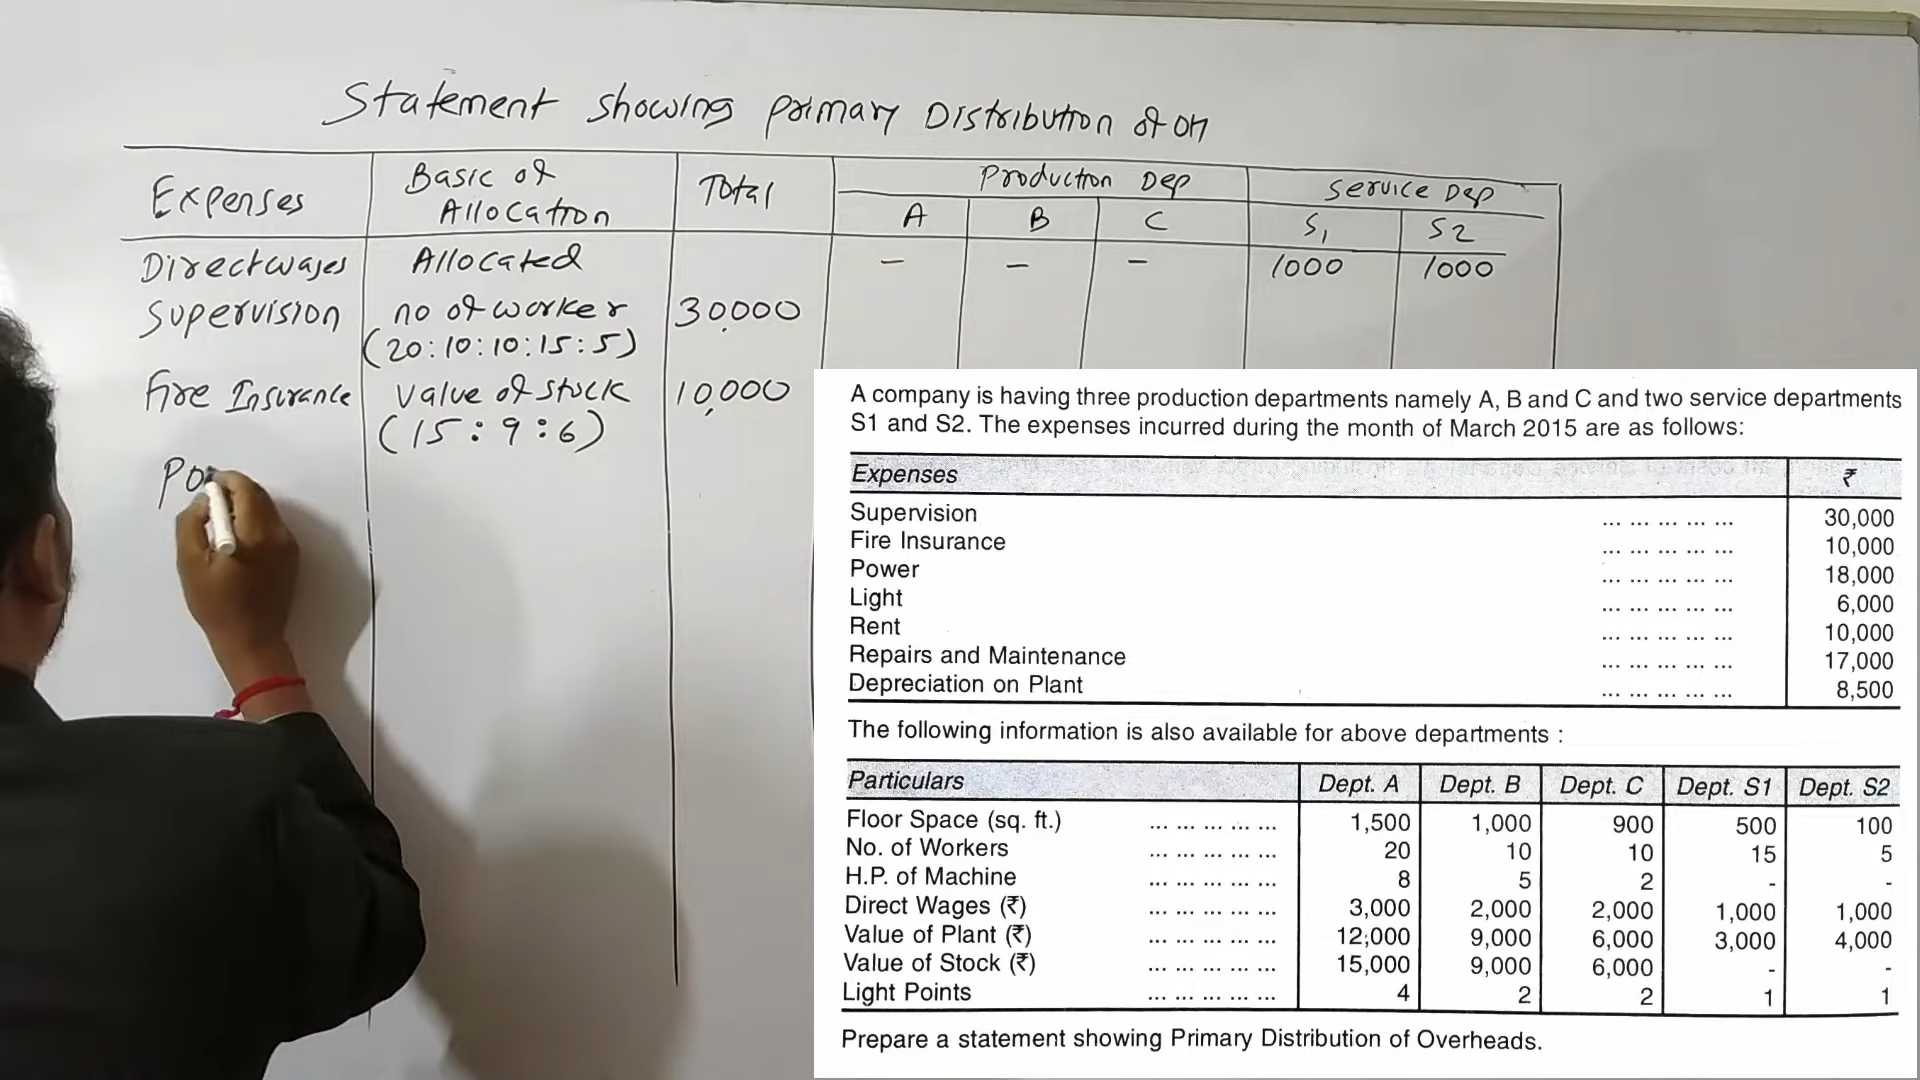 Statement showing primary Distribution of OH
Expenses
Basic of
Allocation
Total
Production Dep
Service Dep
A
B
C
S1
S2
Direct wages
Allocated
-
-
-
1000
1000
Supervision
no of worker
30,000
(20:10:10:15:5)
Fire Insurance
Value of Stock
10,000
(15:9:6)
Po
A company is having three production departments namely A, B and C and two service departments
S1 and S2. The expenses incurred during the month of March 2015 are as follows:
Expenses ₹
Supervision ... ... ... ... ... 30,000
Fire Insurance ... ... ... ... ... 10,000
Power ... ... ... ... ... 18,000
Light ... ... ... ... ... 6,000
Rent ... ... ... ... ... 10,000
Repairs and Maintenance ... ... ... ... ... 17,000
Depreciation on Plant ... ... ... ... ... 8,500
The following information is also available for above departments :
Particulars Dept. A Dept. B Dept. C Dept. S1 Dept. S2
Floor Space (sq. ft.) ... ... ... ... ... 1,500 1,000 900 500 100
No. of Workers ... ... ... ... ... 20 10 10 15 5
H.P. of Machine ... ... ... ... ... 8 5 2 - -
Direct Wages (₹) ... ... ... ... ... 3,000 2,000 2,000 1,000 1,000
Value of Plant (₹) ... ... ... ... ... 12;000 9,000 6,000 3,000 4,000
Value of Stock (₹) ... ... ... ... ... 15,000 9,000 6,000 - -
Light Points ... ... ... ... ... 4 2 2 1 1
Prepare a statement showing Primary Distribution of Overheads.